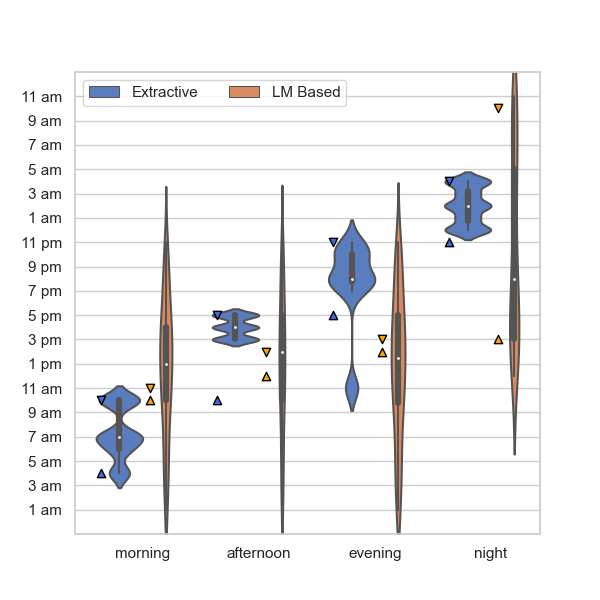 Extractive LM Based
11 am
9 am
7 am
5 am
3 am
1 am
11 pm
9 pm
7 pm
5 pm
3 pm
1 pm
11 am
9 am
7 am
5 am
3 am
1 am
morning afternoon evening night